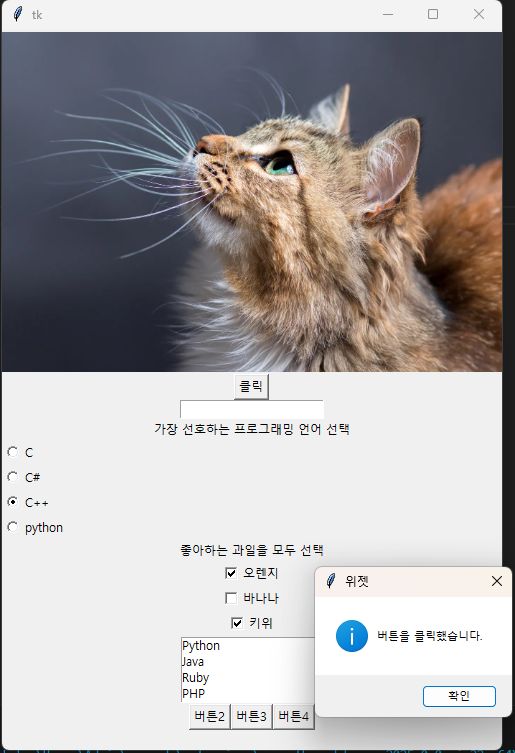 tk
클릭
가장 선호하는 프로그래밍 언어 선택
C
C#
C++
python
좋아하는 과일을 모두 선택
오렌지
바나나
키위
Python
Java
Ruby
PHP
버튼2 버튼3 버튼4
위젯
버튼을 클릭했습니다.
확인